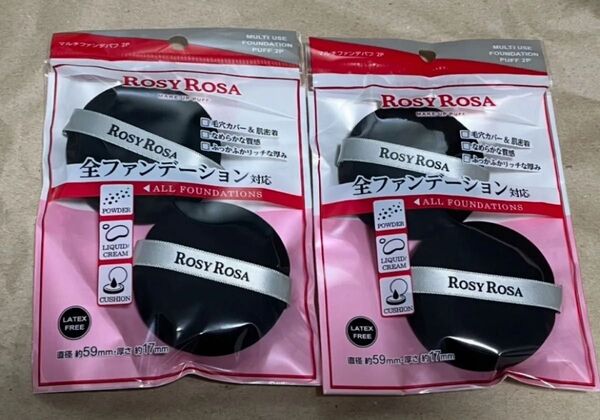 マルチファンデパフ 2P
MULTI USE
FOUNDATION
PUFF 2P
ROSY ROSA
MAKE-UP PUFF
毛穴カバー&肌密着
なめらかな質感
ふっかふかリッチな厚み
ROSY ROSA
全ファンデーション対応
ALL FOUNDATIONS
POWDER
LIQUID/
CREAM
CUSHION
ROSY ROSA
LATEX
FREE
直径 約59mm・厚さ 約17mm
マルチファンデパフ 2P
MULTI USE
FOUNDATION
PUFF 2P
ROSY ROSA
MAKE-UP PUFF
毛穴カバー&肌密着
なめらかな質感
ふっかふかリッチな厚み
ROSY ROSA
全ファンデーション対応
ALL FOUNDATIONS
POWDER
LIQUID/
CREAM
CUSHION
ROSY ROSA
LATEX
FREE
直径 約59mm・厚さ 約17mm